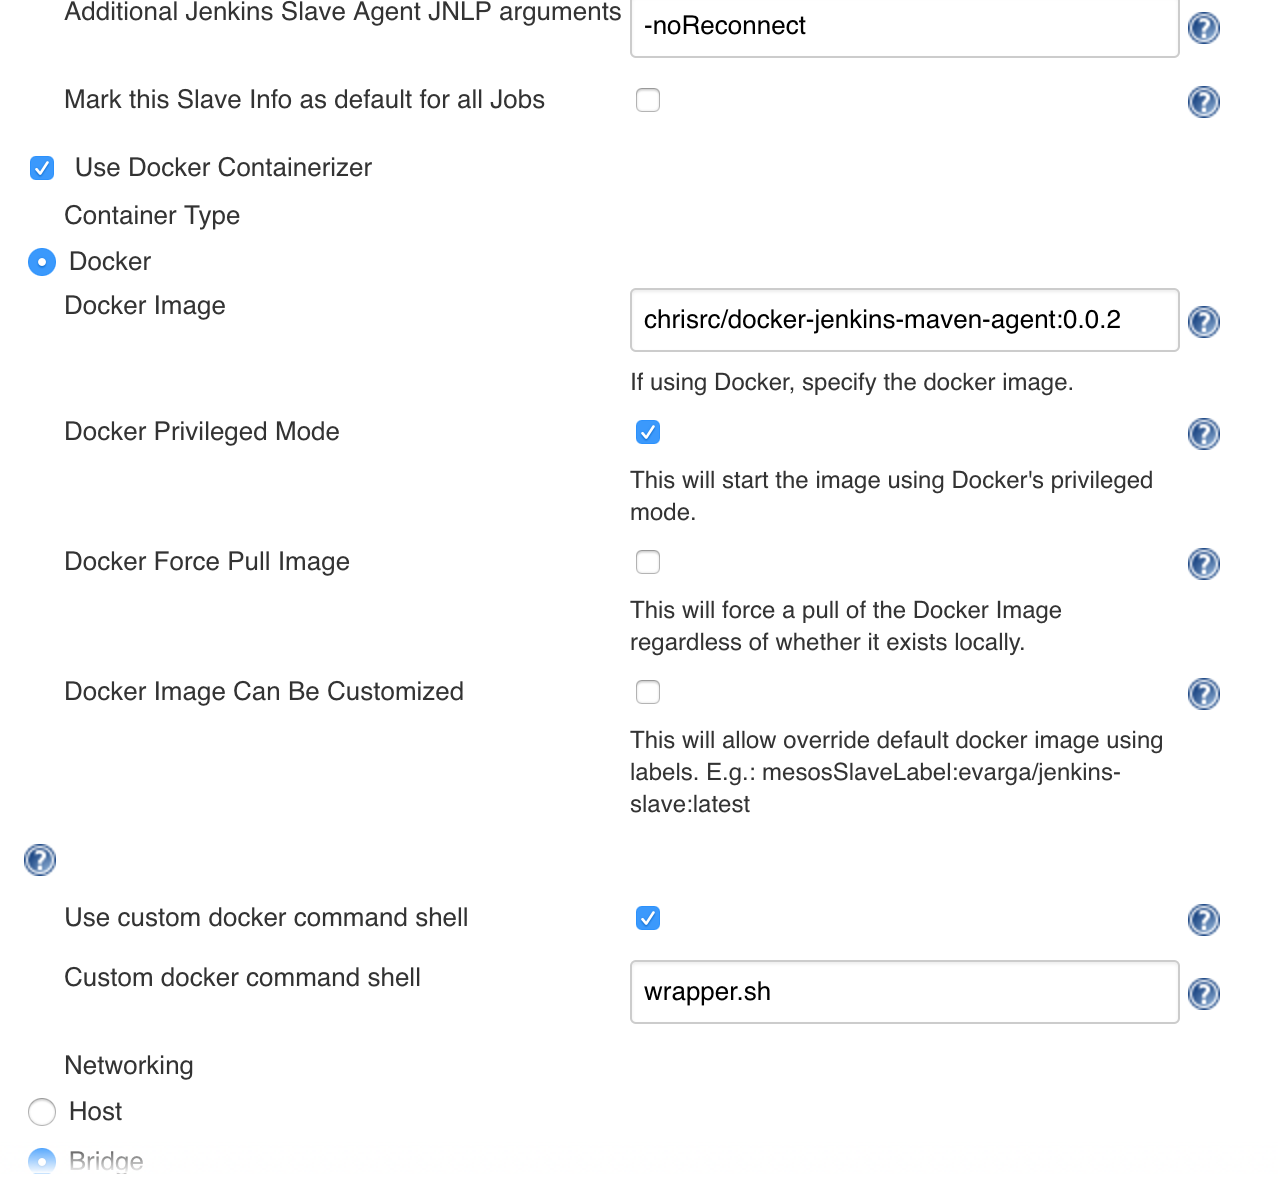 Additional Jenkins Slave Agent JNLP arguments
-noReconnect
Mark this Slave Info as default for all Jobs
Use Docker Containerizer
Container Type
Docker
Docker Image
chrisrc/docker-jenkins-maven-agent:0.0.2
If using Docker, specify the docker image.
Docker Privileged Mode
This will start the image using Docker's privileged
mode.
Docker Force Pull Image
This will force a pull of the Docker Image
regardless of whether it exists locally.
Docker Image Can Be Customized
This will allow override default docker image using
labels. E.g.: mesosSlaveLabel:evarga/jenkins-
slave:latest
Use custom docker command shell
Custom docker command shell
wrapper.sh
Networking
Host
Bridge